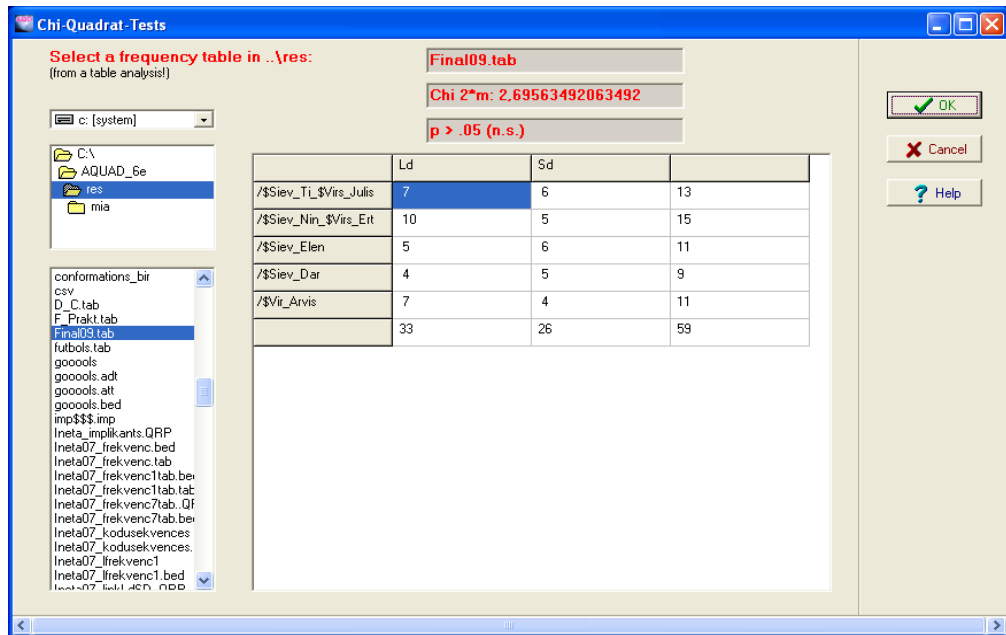 Chi-Quadrat-Tests
Select a frequency table in ..\res:
(from a table analysis!)
c: [system]
C:\
AQUAD_6e
res
mia
conformations_bir
csv
D_C.tab
F_Prakt.tab
Final09.tab
futbols.tab
gooools
gooools.adt
gooools.att
gooools.bed
imp$$$.imp
Ineta_implikants.QRP
Ineta07_frekvenc.bed
Ineta07_frekvenc.tab
Ineta07_frekvenc1tab.be
Ineta07_frekvenc1tab.tab
Ineta07_frekvenc7tab..QF
Ineta07_frekvenc7tab.be
Ineta07_kodusekvences
Ineta07_kodusekvences.
Ineta07_lfrekvenc1
Ineta07_lfrekvenc1.bed
Final09.tab
Chi 2*m: 2,69563492063492
p > .05 (n.s.)
Ld Sd
/$Siev_Ti_$Virs_Julis 7 6 13
/$Siev_Nin_$Virs_Ert 10 5 15
/$Siev_Elen 5 6 11
/$Siev_Dar 4 5 9
/$Vir_Arvis 7 4 11
33 26 59
OK
Cancel
? Help